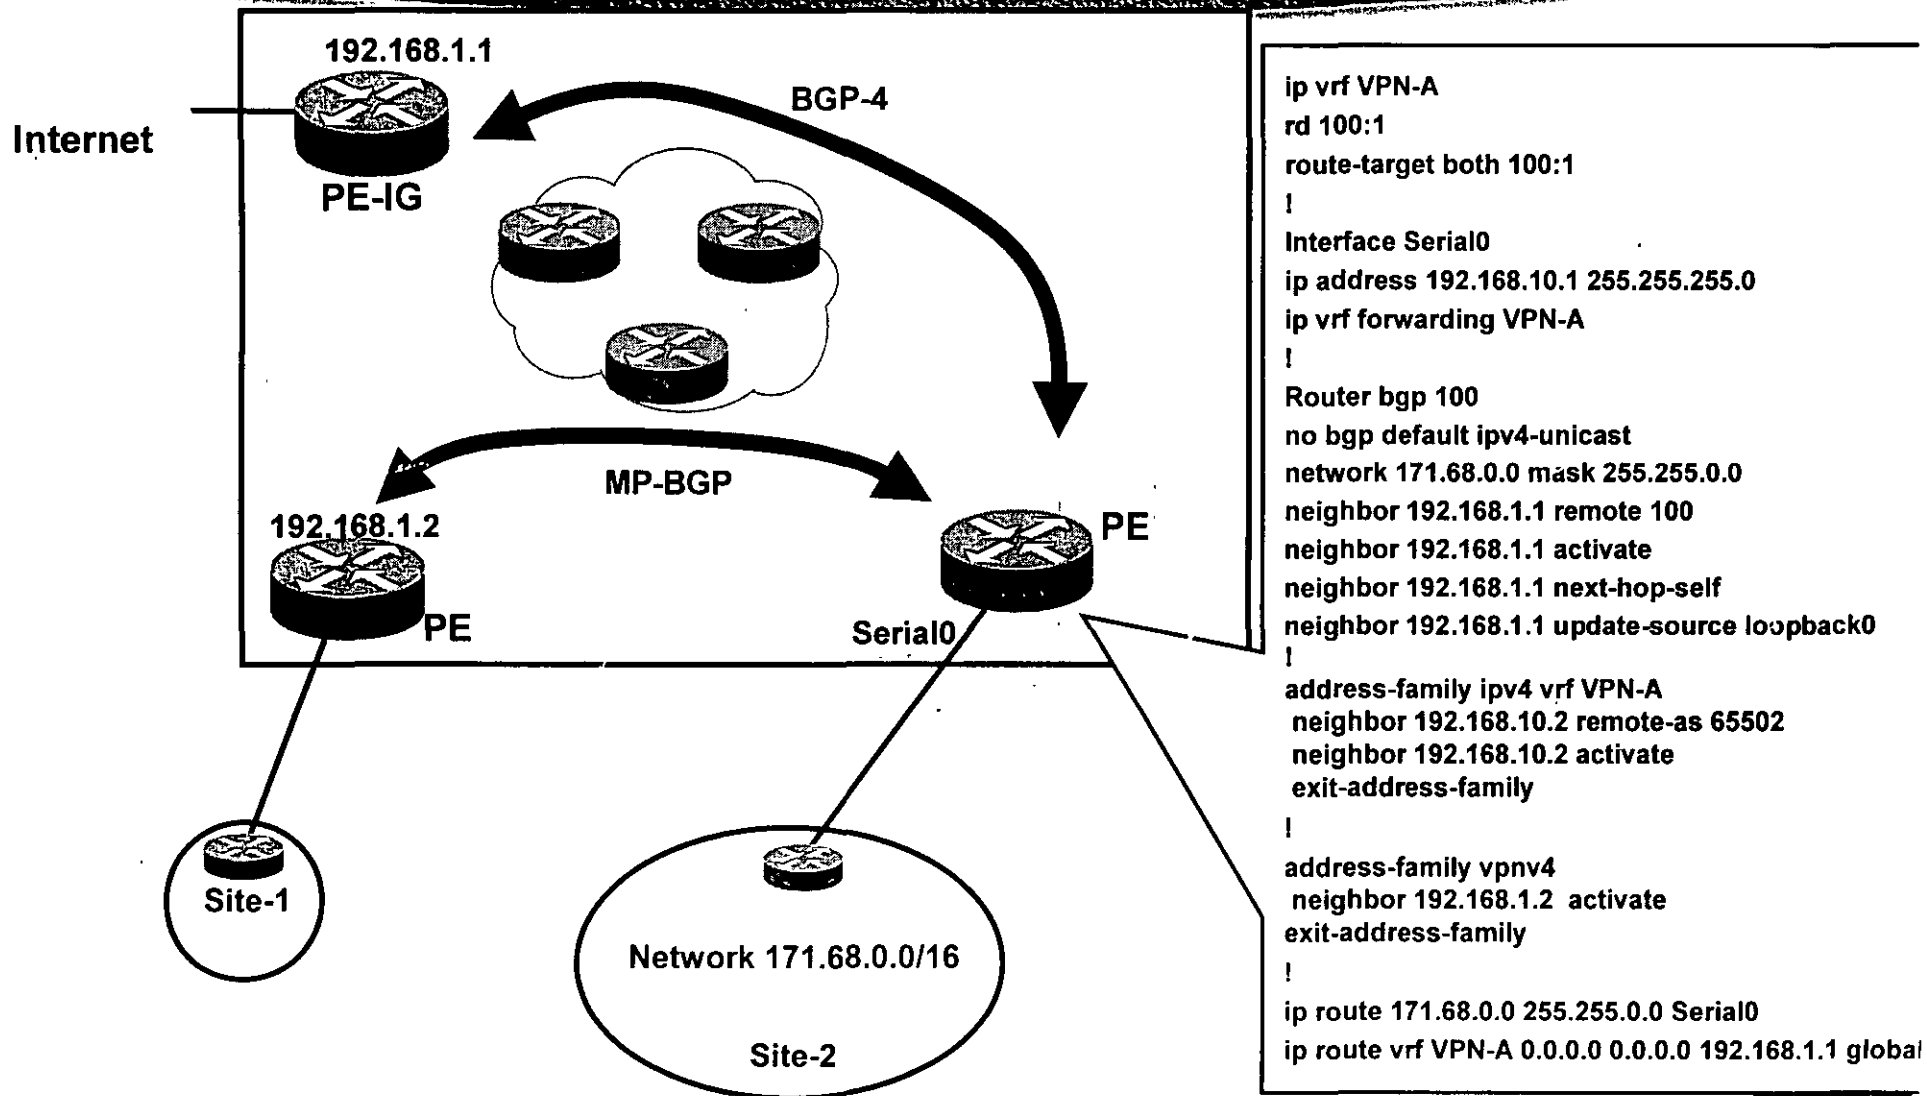 192.168.1.1
Internet
PE-IG
BGP-4
MP-BGP
192.168.1.2
PE
PE
Serial0
Site-1
Network 171.68.0.0/16
Site-2
ip vrf VPN-A
rd 100:1
route-target both 100:1
!
Interface Serial0
ip address 192.168.10.1 255.255.255.0
ip vrf forwarding VPN-A
!
Router bgp 100
no bgp default ipv4-unicast
network 171.68.0.0 mask 255.255.0.0
neighbor 192.168.1.1 remote 100
neighbor 192.168.1.1 activate
neighbor 192.168.1.1 next-hop-self
neighbor 192.168.1.1 update-source loopback0
!
address-family ipv4 vrf VPN-A
neighbor 192.168.10.2 remote-as 65502
neighbor 192.168.10.2 activate
exit-address-family
!
address-family vpnv4
neighbor 192.168.1.2 activate
exit-address-family
!
ip route 171.68.0.0 255.255.0.0 Serial0
ip route vrf VPN-A 0.0.0.0 0.0.0.0 192.168.1.1 global